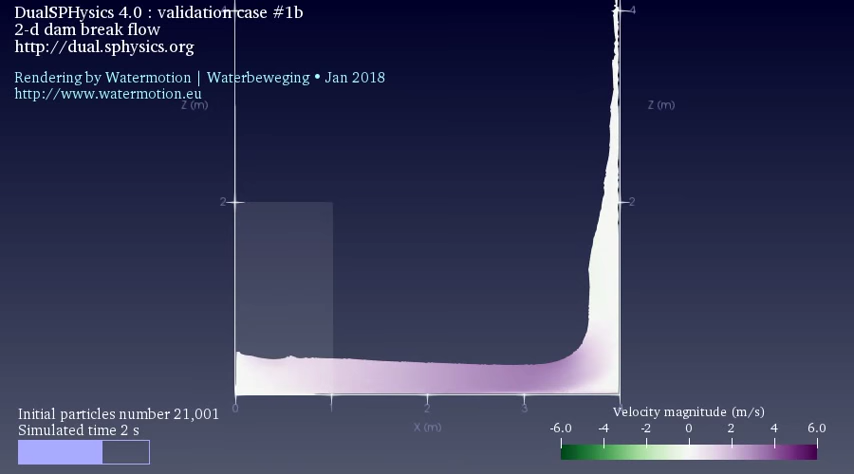 DualSPHysics 4.0 : validation case #1b
2-d dam break flow
http://dual.sphysics.org
Rendering by Watermotion | Waterbeweging • Jan 2018
http://www.watermotion.eu
Z (m) Z (m)
4
2 2
0 2 3
X (m)
Initial particles number 21,001
Simulated time 2 s
Velocity magnitude (m/s)
-6.0 -4 -2 0 2 4 6.0